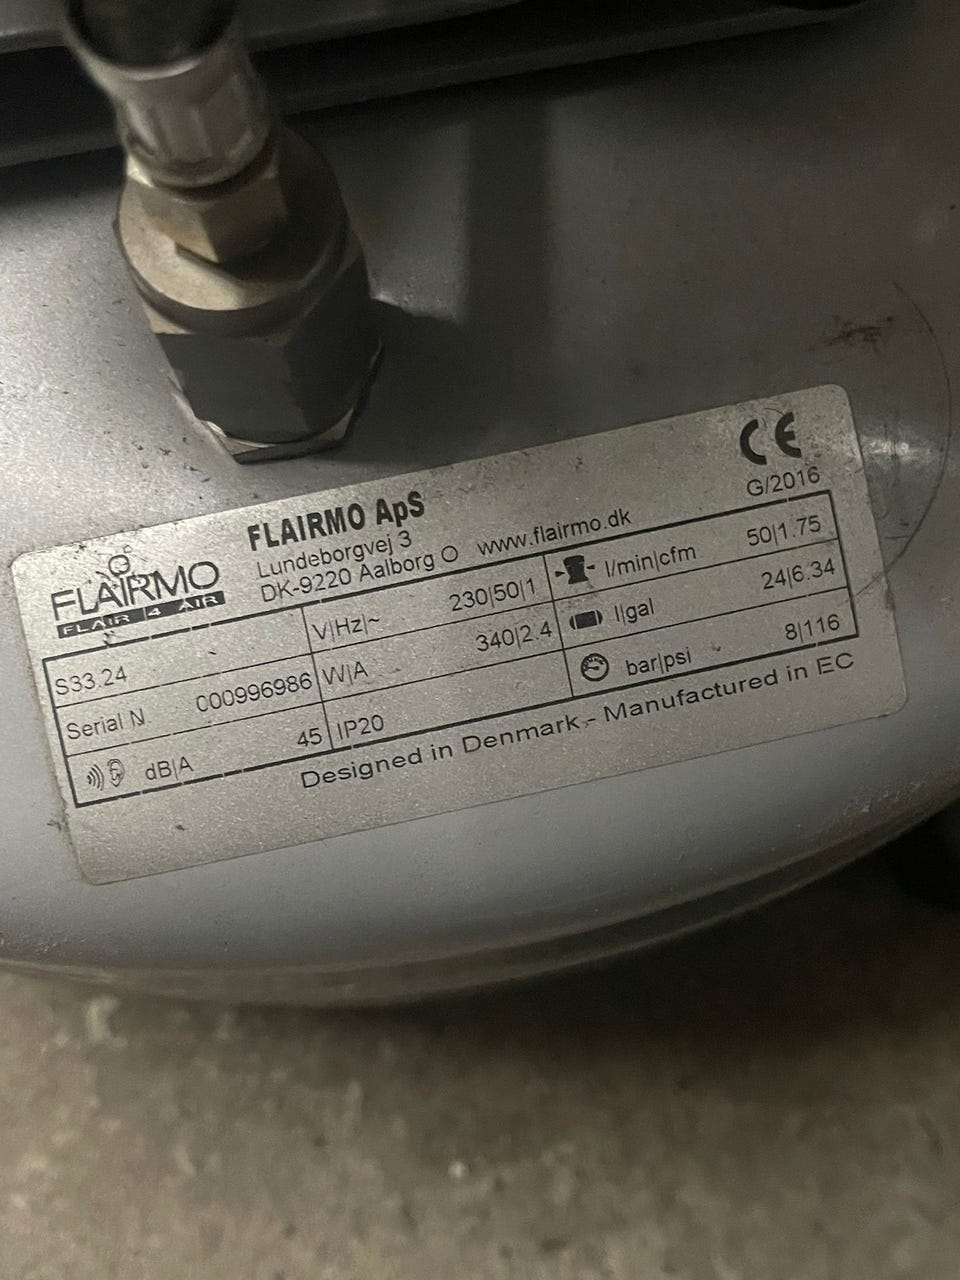 FLAIRMO
FLAIR 4 AIR
FLAIRMO ApS
Lundeborgvej 3
DK-9220 Aalborg O www.flairmo.dk
CE
G/2016
S33.24
V|Hz|~ 230|50|1
l/min|cfm 50|1.75
Serial N C00996986
W|A 340|2.4
l|gal 24|6.34
dB|A 45
IP20
bar|psi 8|116
Designed in Denmark - Manufactured in EC